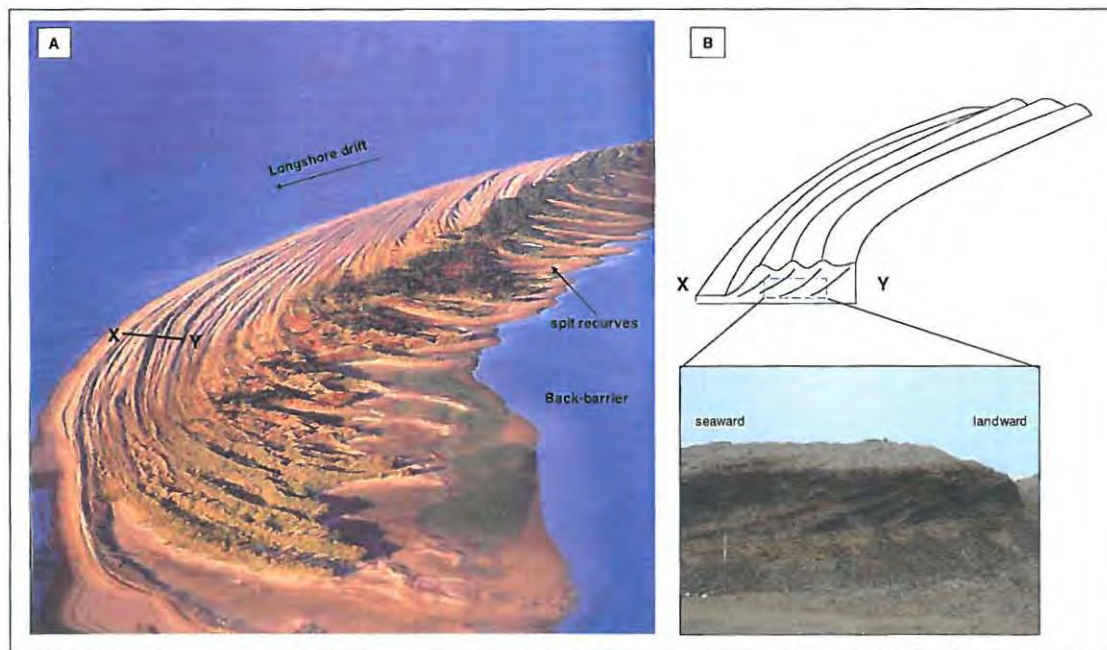 A
Longshore drift
X
Y
spit recurves
Back-barrier
B
X
Y
seaward
landward